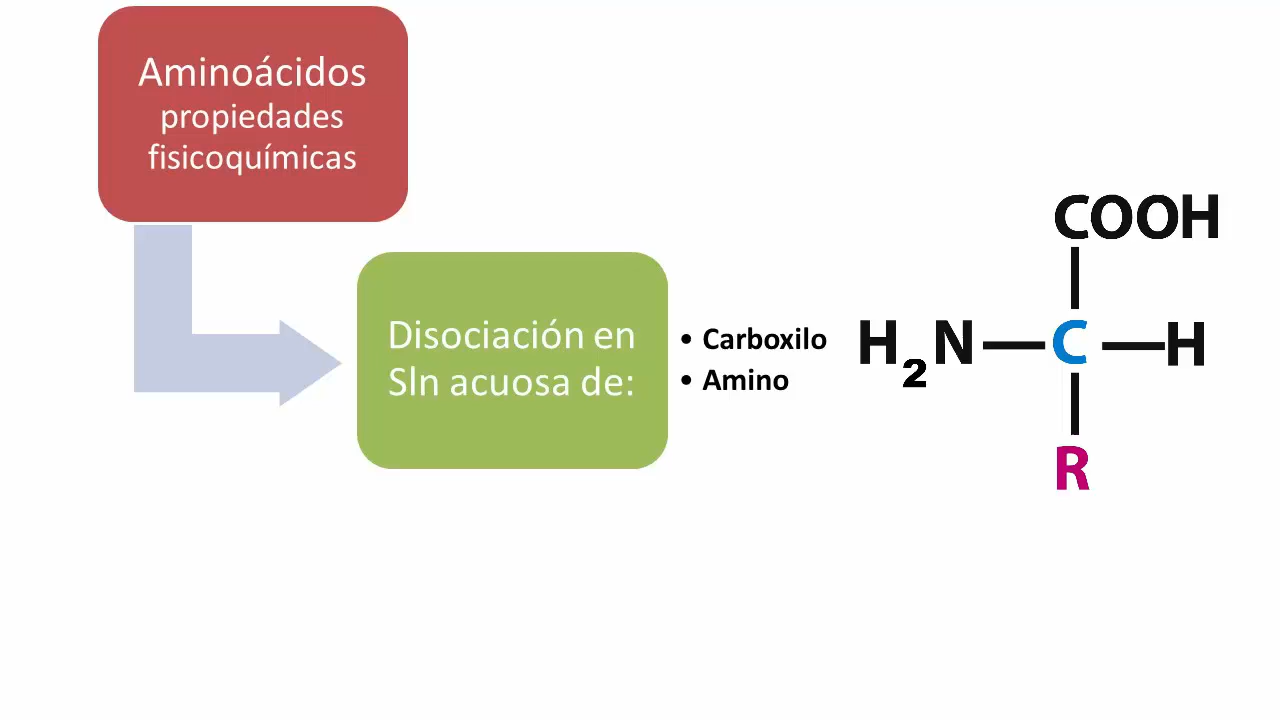 Aminoácidos
propiedades
fisicoquímicas
Disociación en
Sln acuosa de:
• Carboxilo
• Amino
COOH
H2N
C
H
R